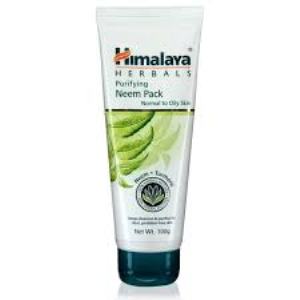 Himalaya
HERBALS
Purifying
Neem Pack
Normal to Oily Skin
Neem • Turmeric
Net Wt. 100g